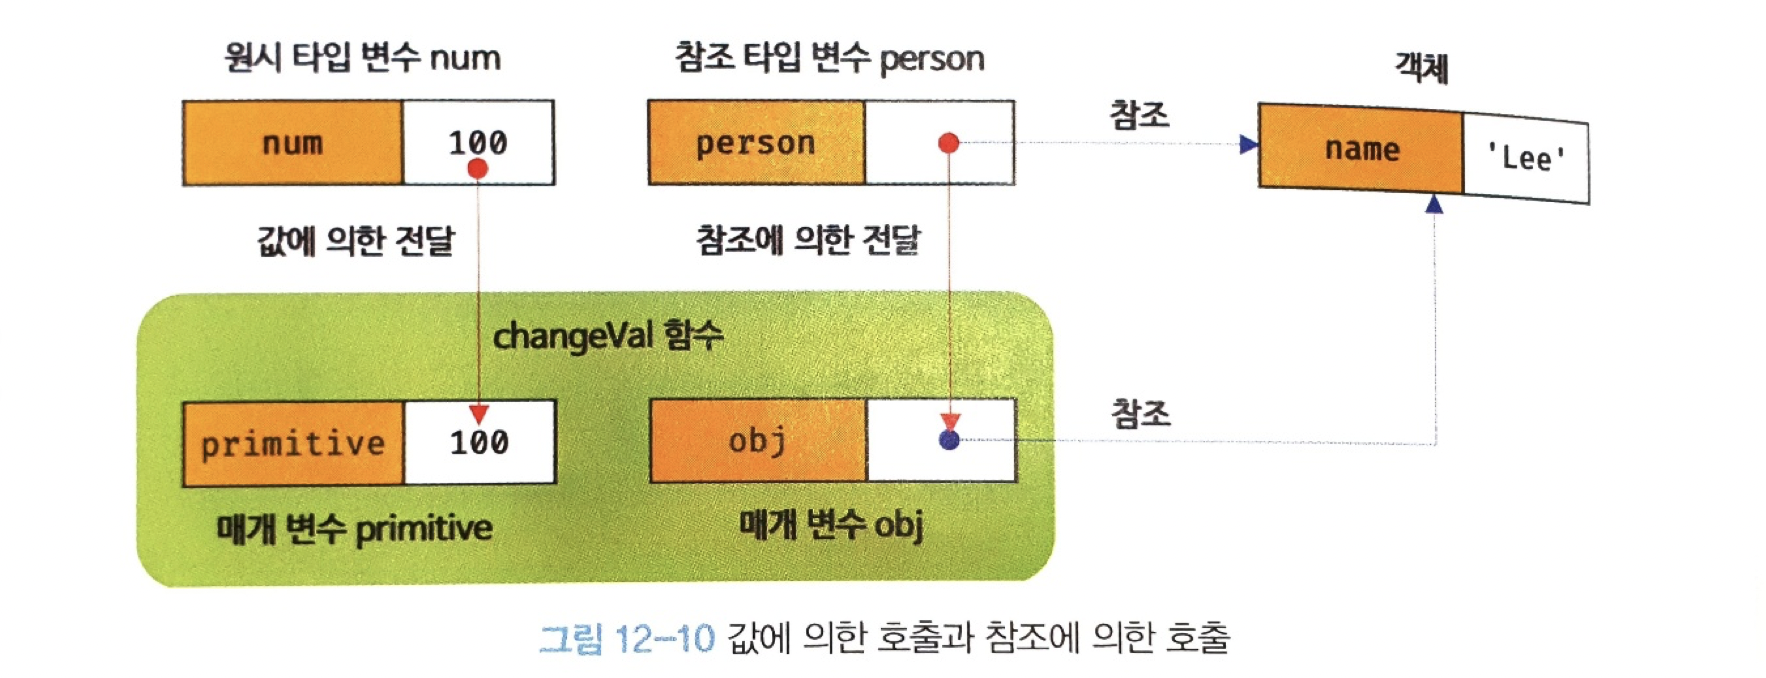 원시 타입 변수 num
참조 타입 변수 person
객체
num
100
person
참조
name
'Lee'
값에 의한 전달
참조에 의한 전달
changeVal 함수
primitive
100
obj
참조
매개 변수 primitive
매개 변수 obj
그림 12-10 값에 의한 호출과 참조에 의한 호출